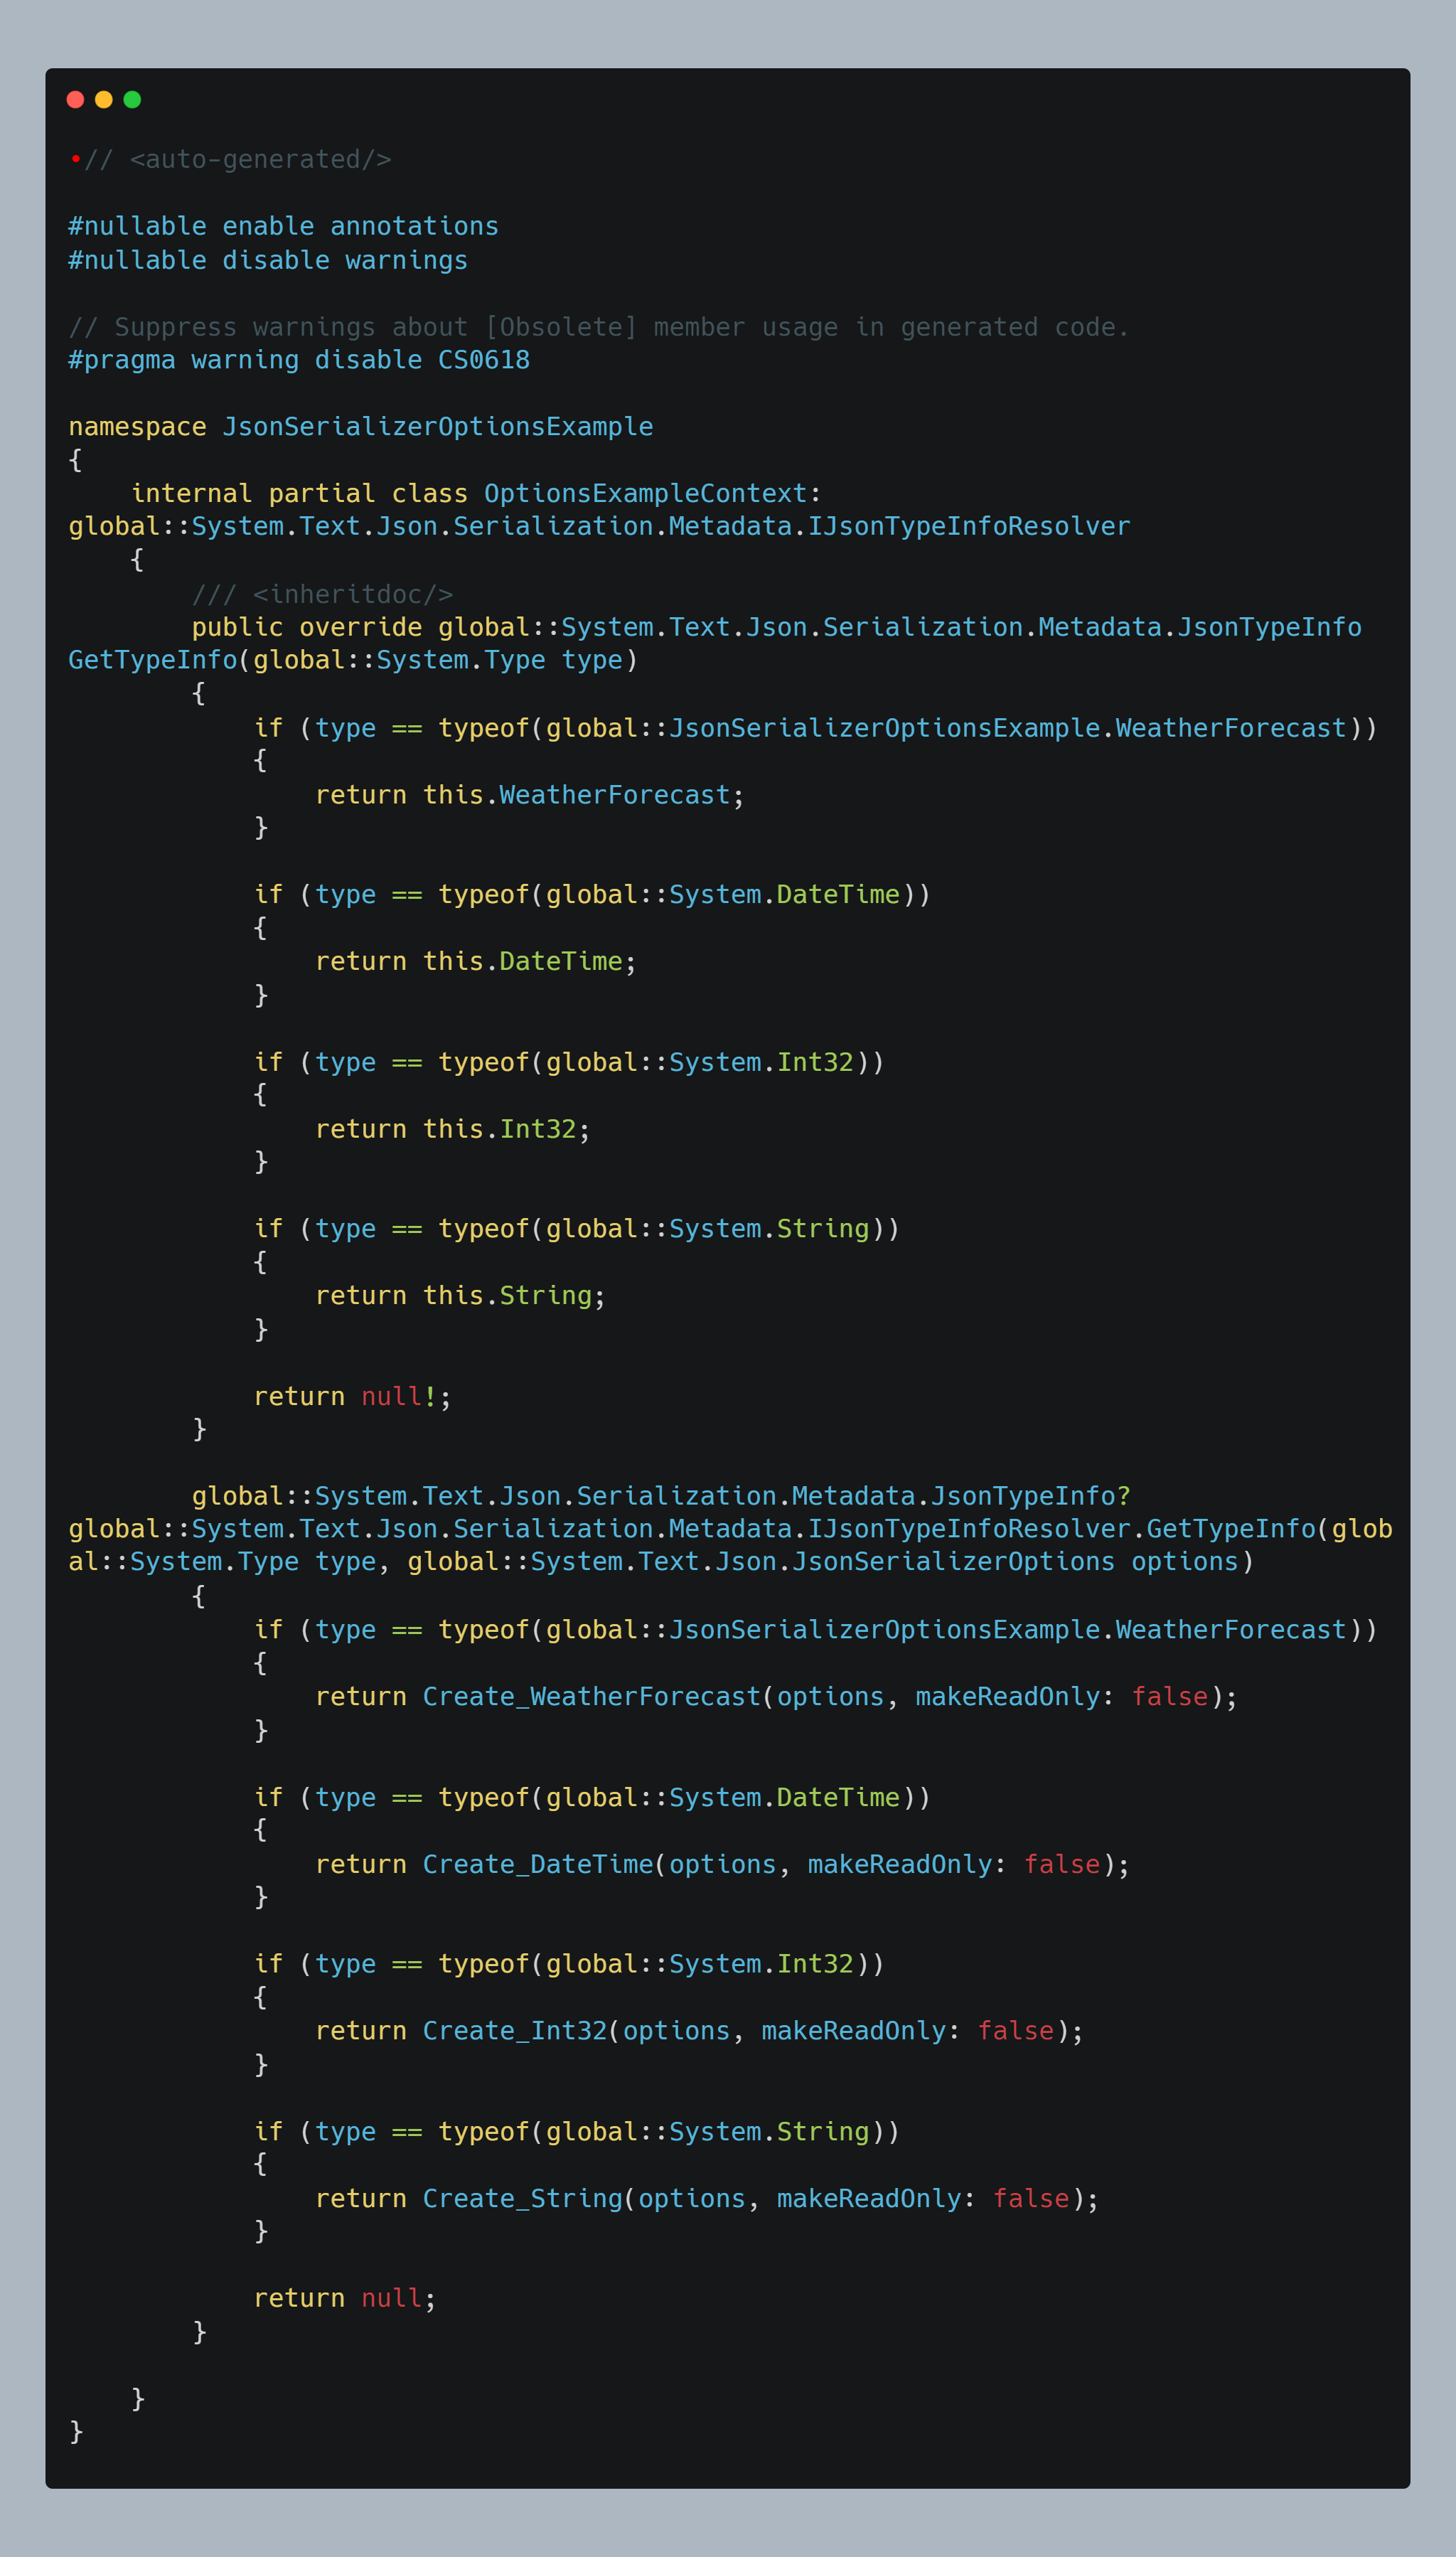 •// <auto-generated/>

#nullable enable annotations
#nullable disable warnings

// Suppress warnings about [Obsolete] member usage in generated code.
#pragma warning disable CS0618

namespace JsonSerializerOptionsExample
{
    internal partial class OptionsExampleContext:
global::System.Text.Json.Serialization.Metadata.IJsonTypeInfoResolver
    {
        /// <inheritdoc/>
        public override global::System.Text.Json.Serialization.Metadata.JsonTypeInfo
GetTypeInfo(global::System.Type type)
        {
            if (type == typeof(global::JsonSerializerOptionsExample.WeatherForecast))
            {
                return this.WeatherForecast;
            }

            if (type == typeof(global::System.DateTime))
            {
                return this.DateTime;
            }

            if (type == typeof(global::System.Int32))
            {
                return this.Int32;
            }

            if (type == typeof(global::System.String))
            {
                return this.String;
            }

            return null!;
        }

        global::System.Text.Json.Serialization.Metadata.JsonTypeInfo?
global::System.Text.Json.Serialization.Metadata.IJsonTypeInfoResolver.GetTypeInfo(glob
al::System.Type type, global::System.Text.Json.JsonSerializerOptions options)
        {
            if (type == typeof(global::JsonSerializerOptionsExample.WeatherForecast))
            {
                return Create_WeatherForecast(options, makeReadOnly: false);
            }

            if (type == typeof(global::System.DateTime))
            {
                return Create_DateTime(options, makeReadOnly: false);
            }

            if (type == typeof(global::System.Int32))
            {
                return Create_Int32(options, makeReadOnly: false);
            }

            if (type == typeof(global::System.String))
            {
                return Create_String(options, makeReadOnly: false);
            }

            return null;
        }

    }
}